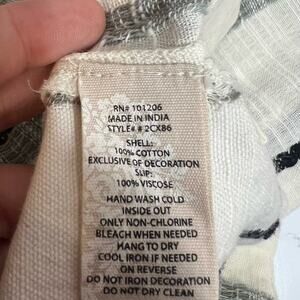 RN# 101206
MADE IN INDIA
STYLE# # 2CX86
SHELL:
100% COTTON
EXCLUSIVE OF DECORATION
SLIP:
100% VISCOSE
HAND WASH COLD
INSIDE OUT
ONLY NON-CHLORINE
BLEACH WHEN NEEDED
HANG TO DRY
COOL IRON IF NEEDED
ON REVERSE
DO NOT IRON DECORATION
DO NOT DRY CLEAN